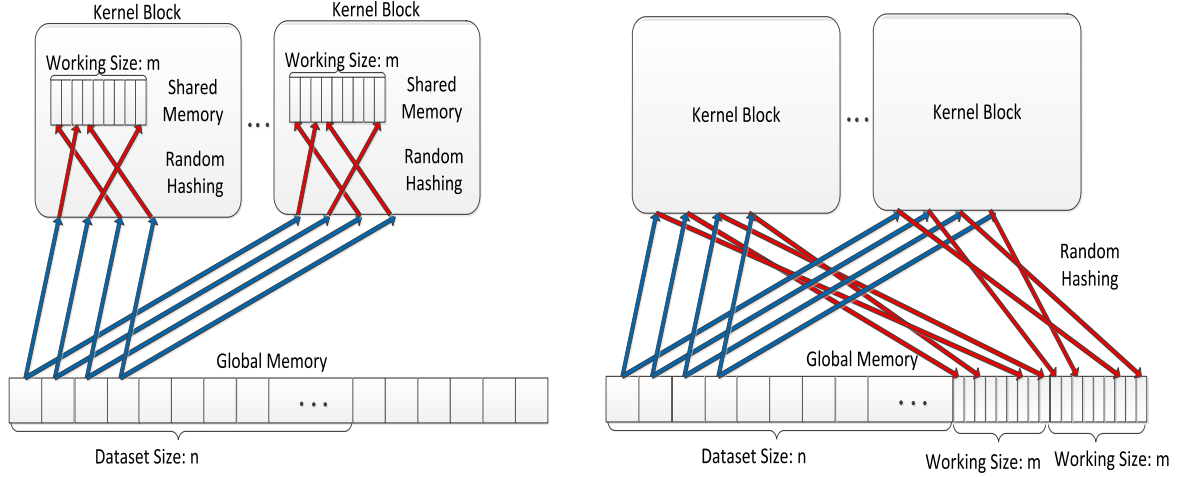 Kernel Block
Working Size: m
Shared
Memory
Random
Hashing
...
Kernel Block
Working Size: m
Shared
Memory
Random
Hashing
Global Memory
...
Dataset Size: n
Kernel Block
...
Kernel Block
Random
Hashing
Global Memory
...
Dataset Size: n
Working Size: m
Working Size: m